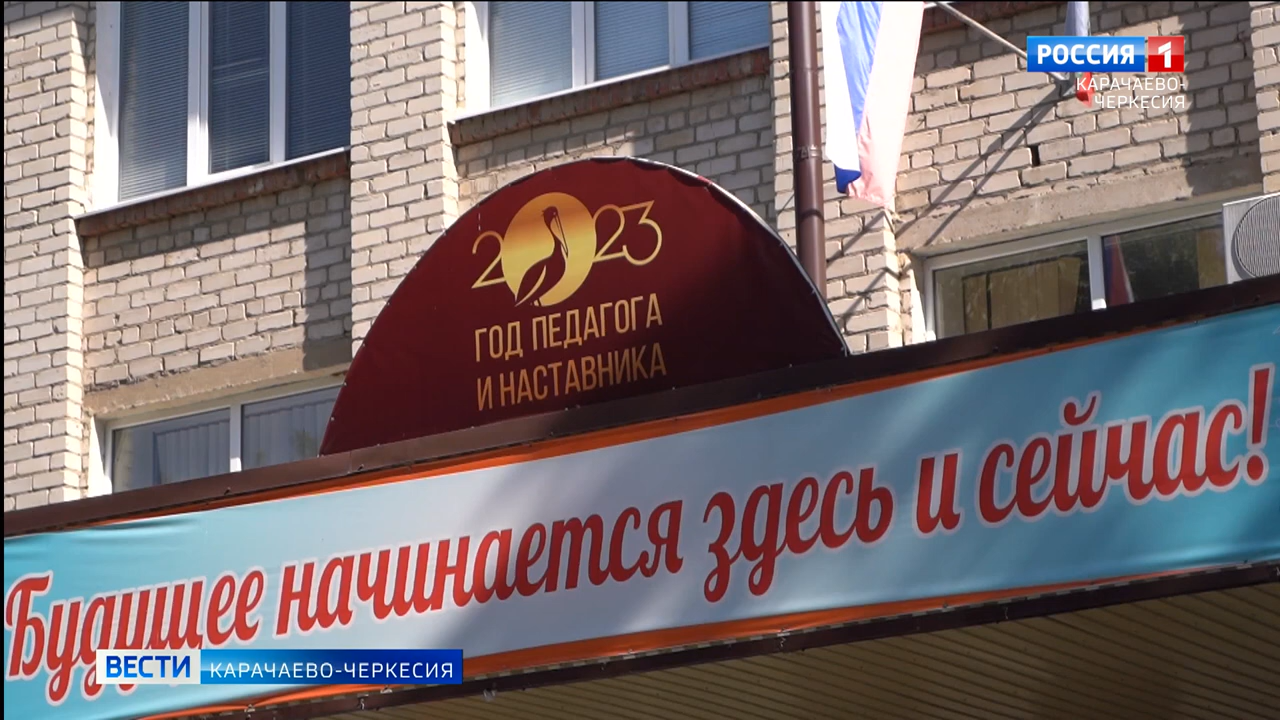 РОССИЯ 1
КАРАЧАЕВО-
ЧЕРКЕСИЯ
2023
ГОД ПЕДАГОГА
И НАСТАВНИКА
Будущее начинается здесь и сейчас!
ВЕСТИ КАРАЧАЕВО-ЧЕРКЕСИЯ